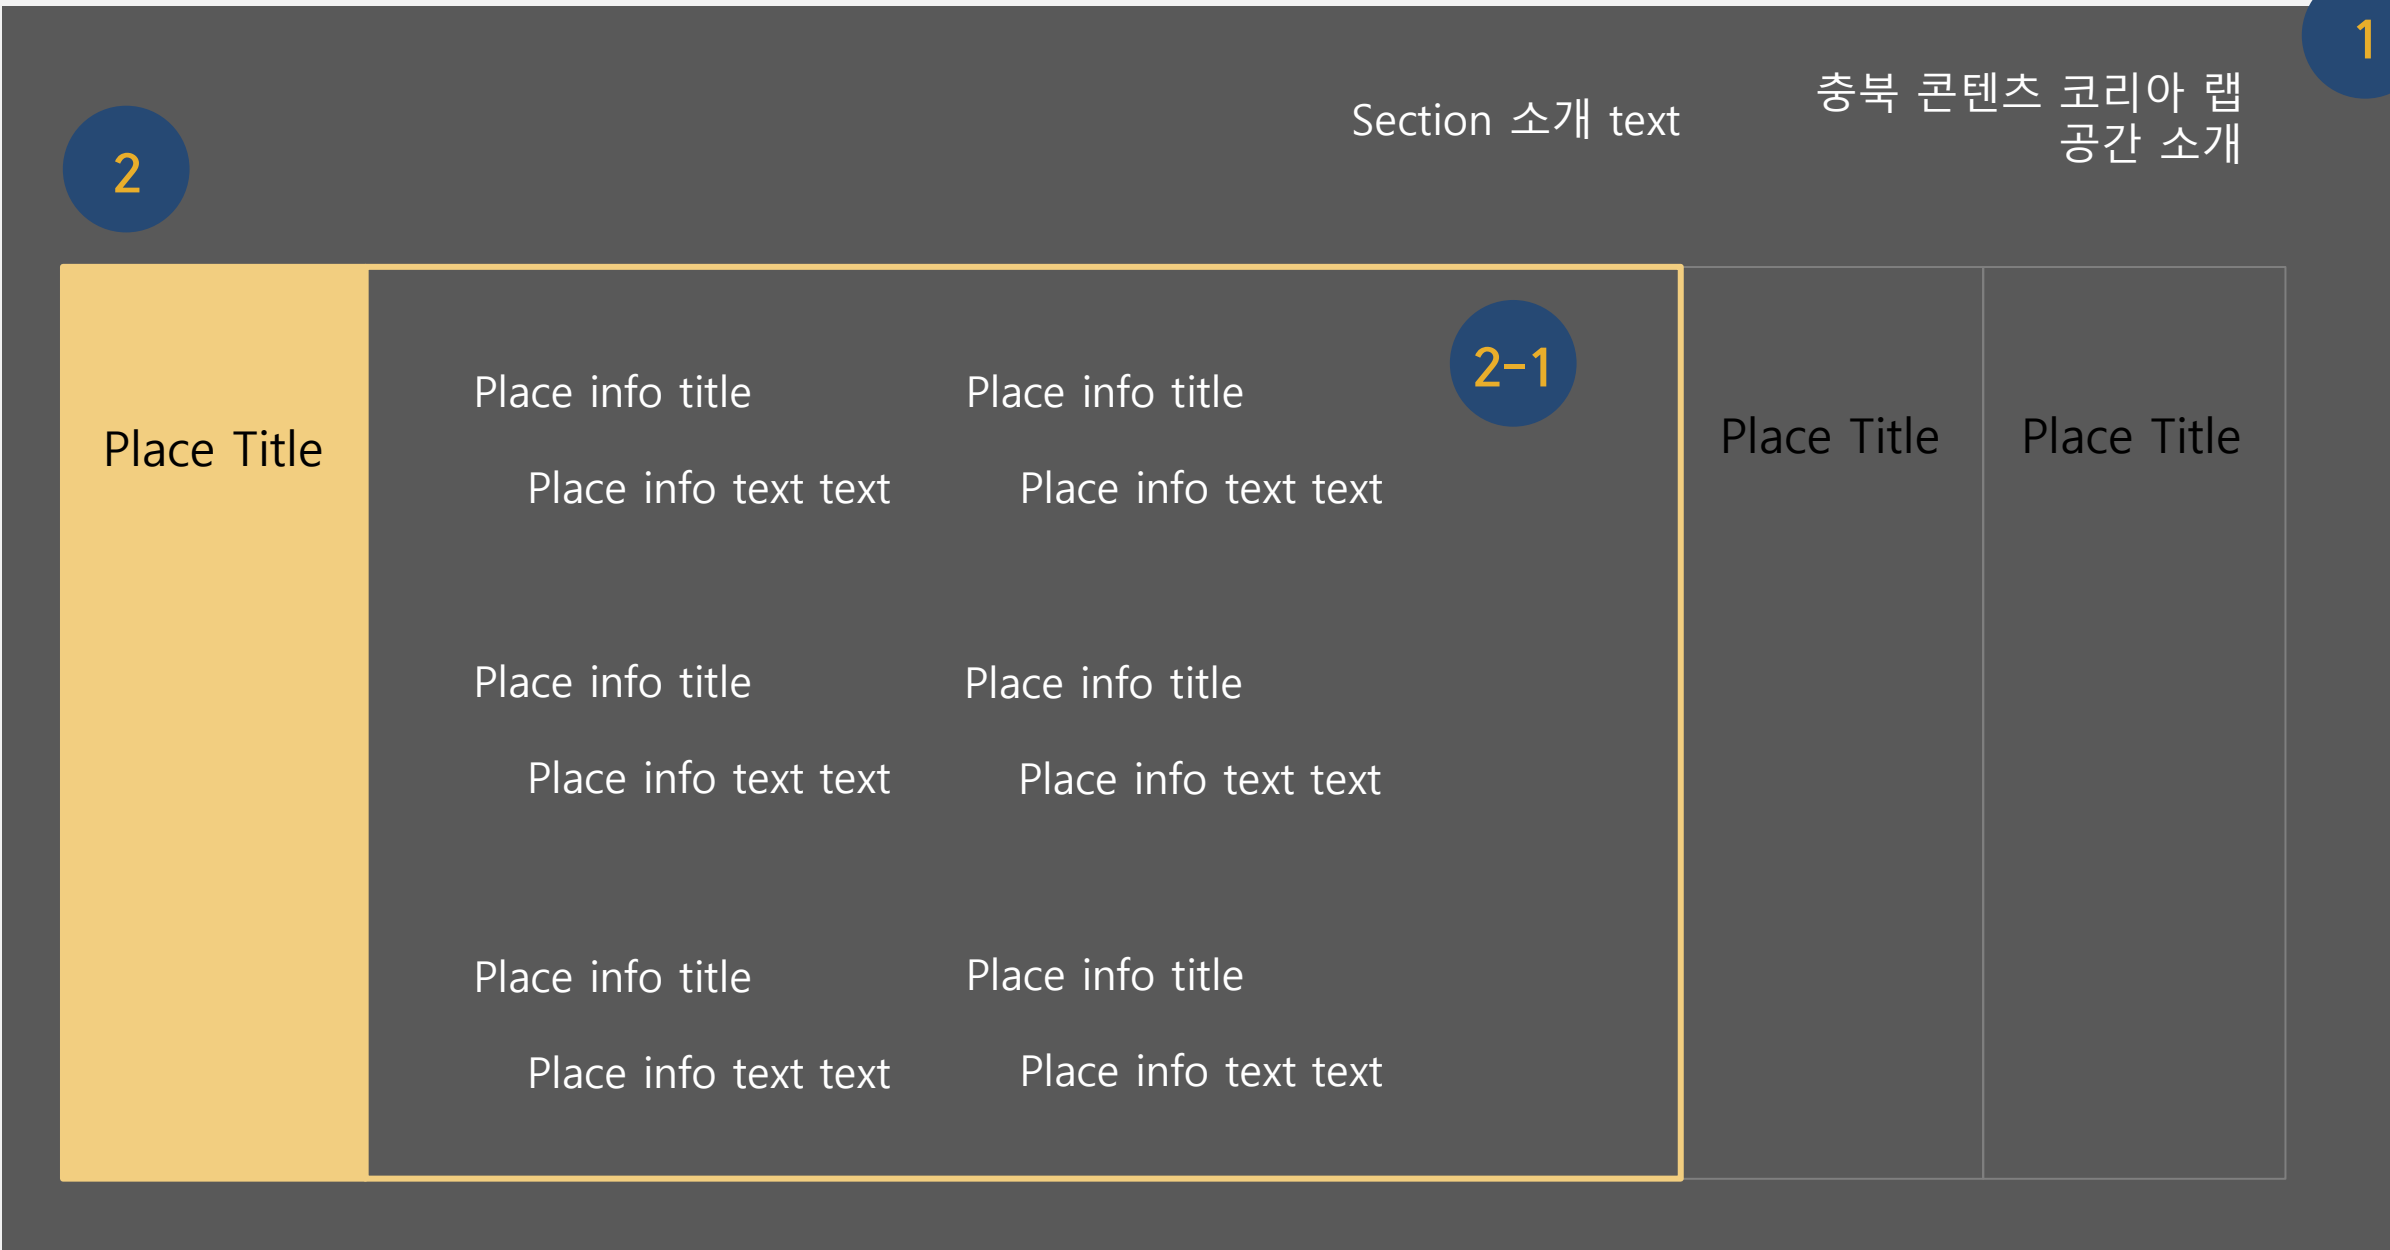 1
Section 소개 text
충북 콘텐츠 코리아 랩
공간 소개
2
Place Title
2-1
Place info title
Place info text text
Place info title
Place info text text
Place info title
Place info text text
Place info title
Place info text text
Place info title
Place info text text
Place info title
Place info text text
Place Title
Place Title